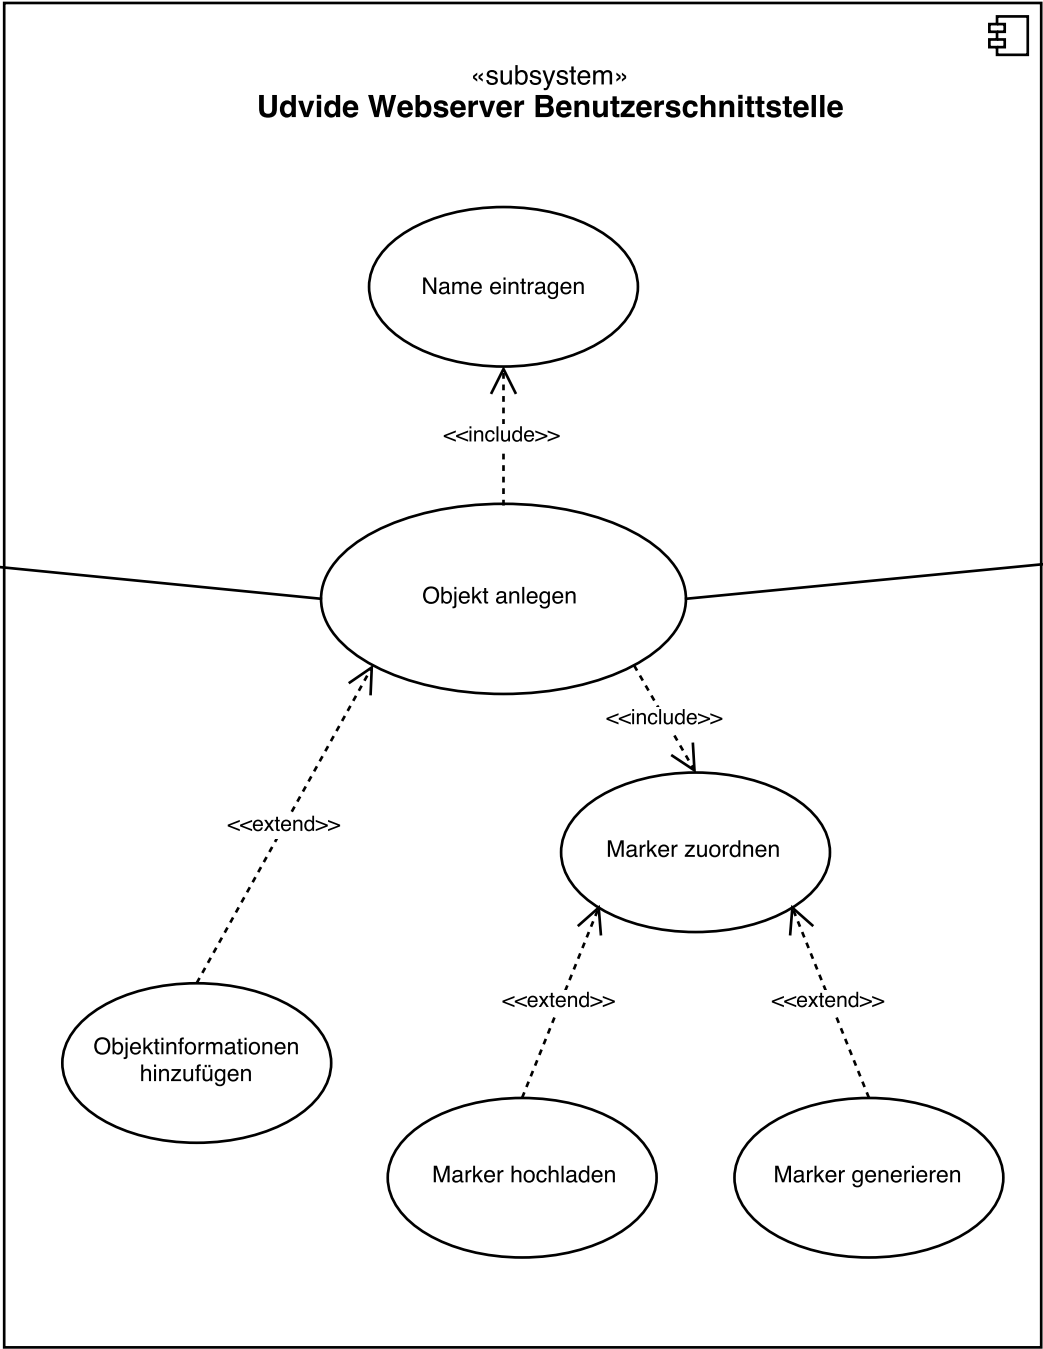 «subsystem»
Udvide Webserver Benutzerschnittstelle
Name eintragen
<<include>>
Objekt anlegen
<<include>>
<<extend>>
Marker zuordnen
<<extend>>
<<extend>>
Objektinformationen
hinzufügen
Marker hochladen
Marker generieren